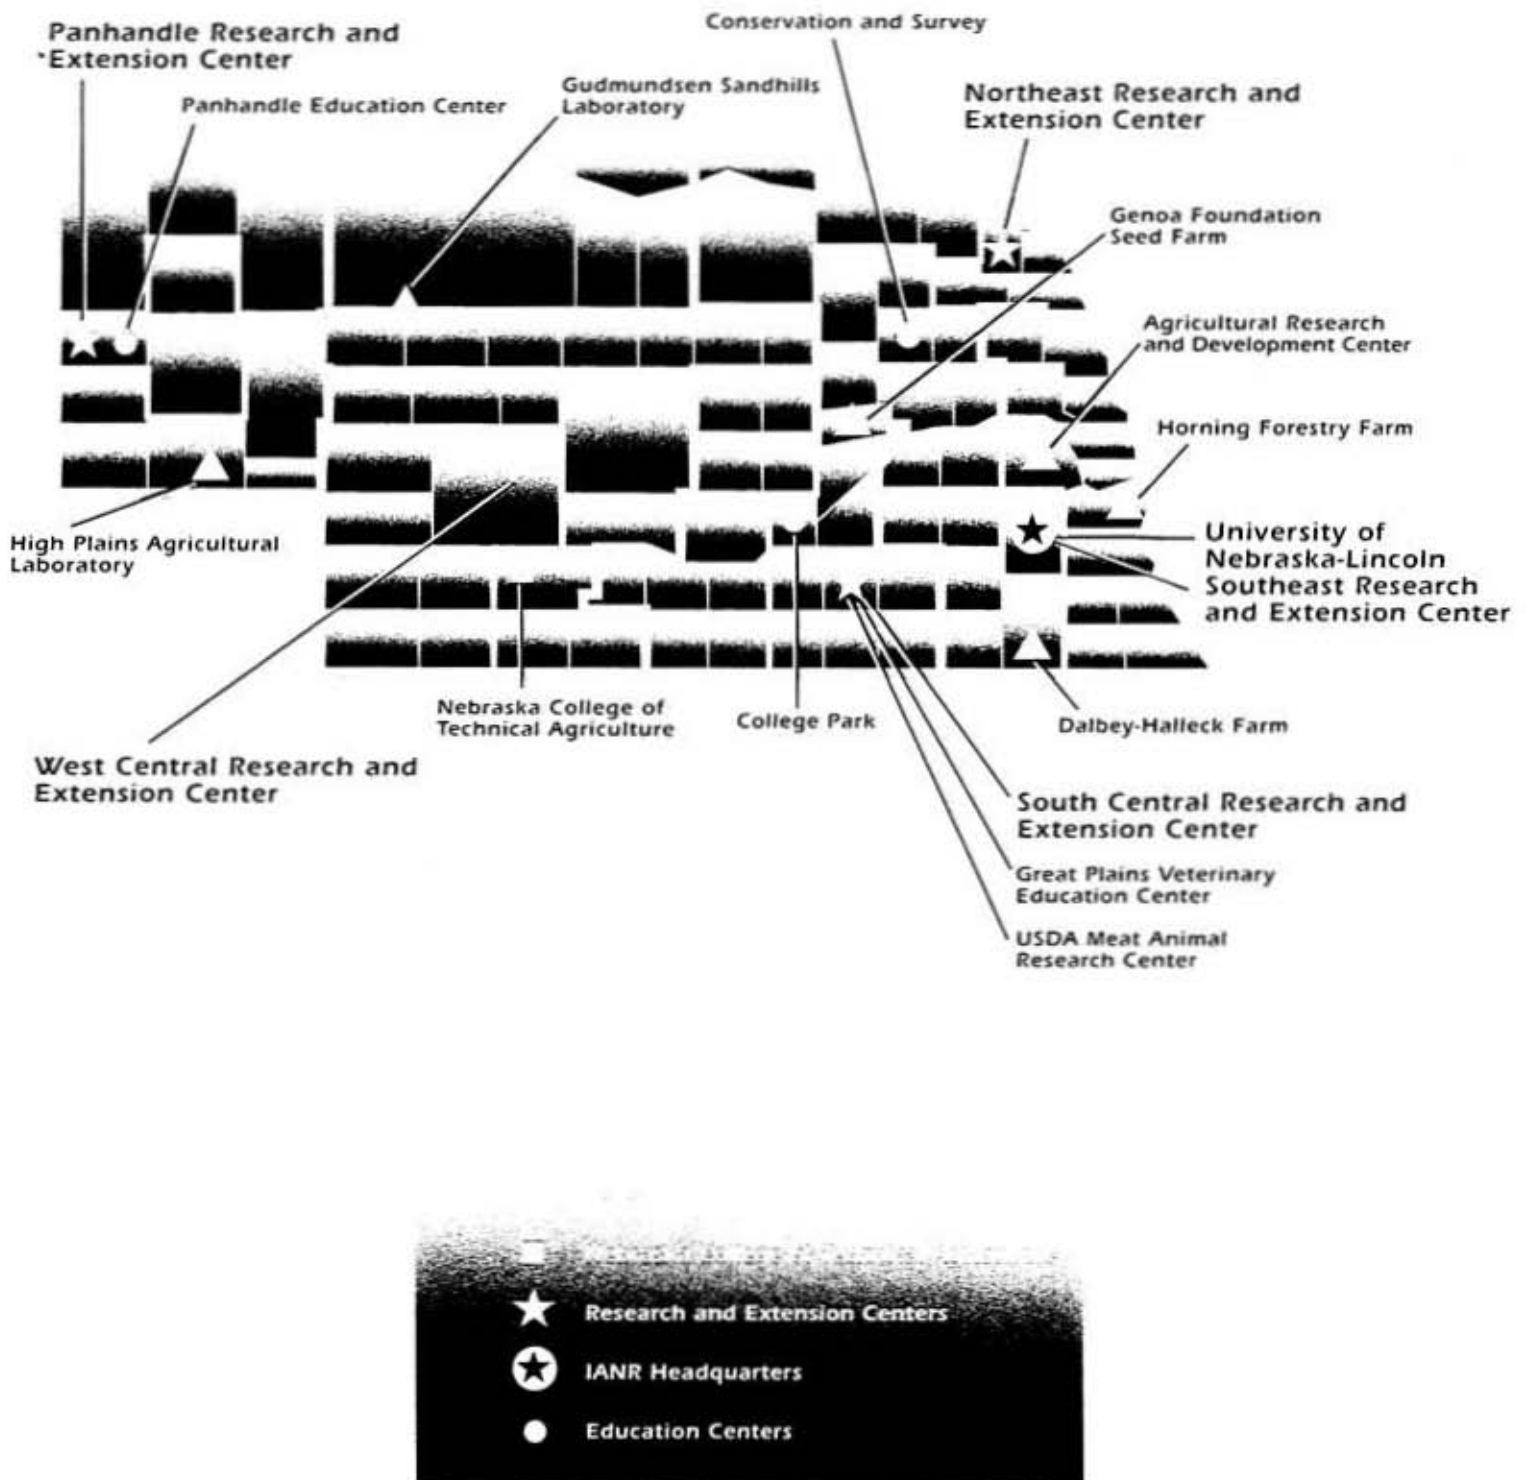 Conservation and Survey
Panhandle Research and
Extension Center
Gudmundsen Sandhills
Laboratory
Northeast Research and
Extension Center
Panhandle Education Center
Genoa Foundation
Seed Farm
Agricultural Research
and Development Center
Horning Forestry Farm
High Plains Agricultural
Laboratory
University of
Nebraska-Lincoln
Southeast Research
and Extension Center
Nebraska College of
Technical Agriculture
College Park
Dalbey-Halleck Farm
West Central Research and
Extension Center
South Central Research and
Extension Center
Great Plains Veterinary
Education Center
USDA Meat Animal
Research Center
Research and Extension Centers
IANR Headquarters
Education Centers